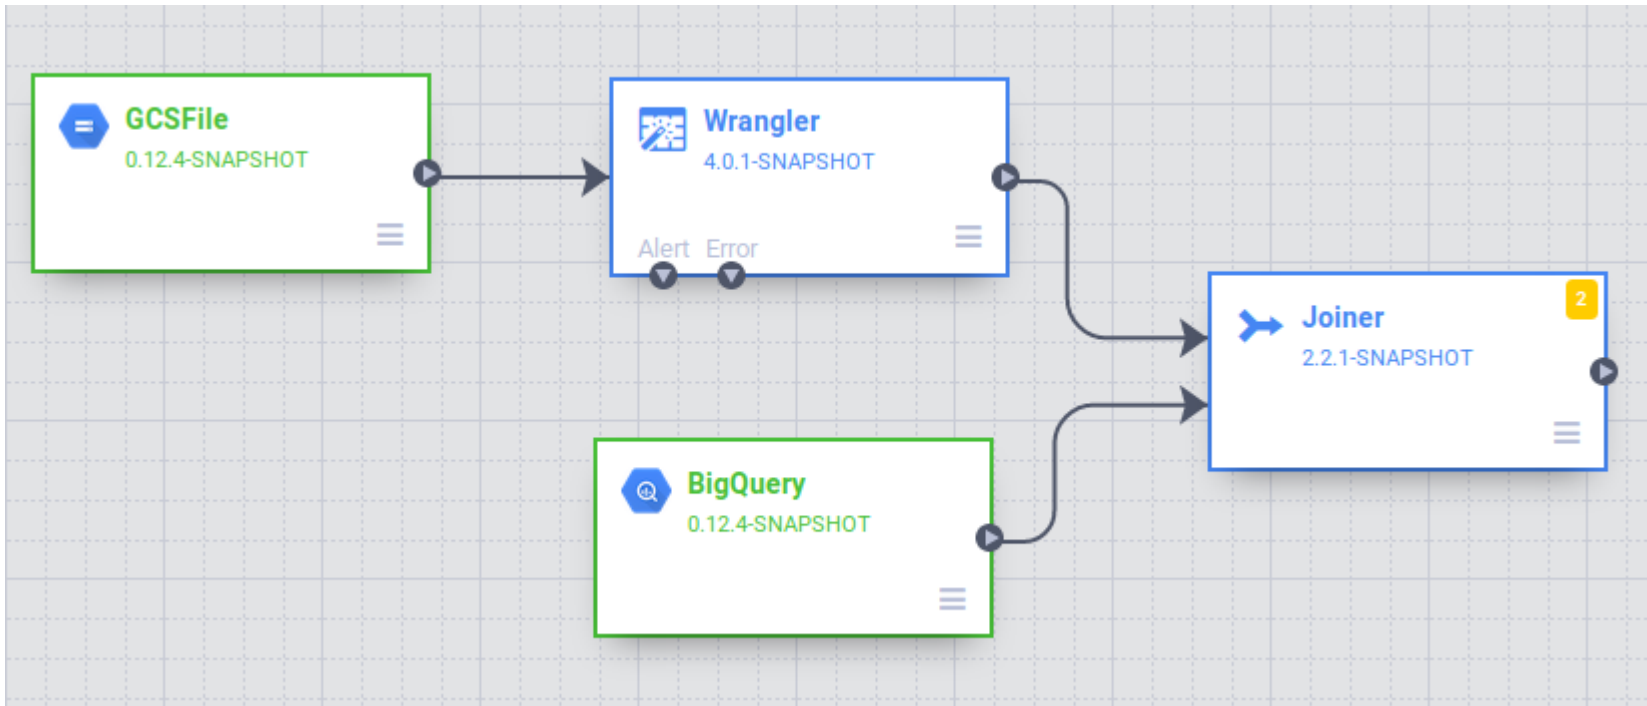 GCSFile
0.12.4-SNAPSHOT
Wrangler
4.0.1-SNAPSHOT
Alert Error
2
Joiner
2.2.1-SNAPSHOT
BigQuery
0.12.4-SNAPSHOT